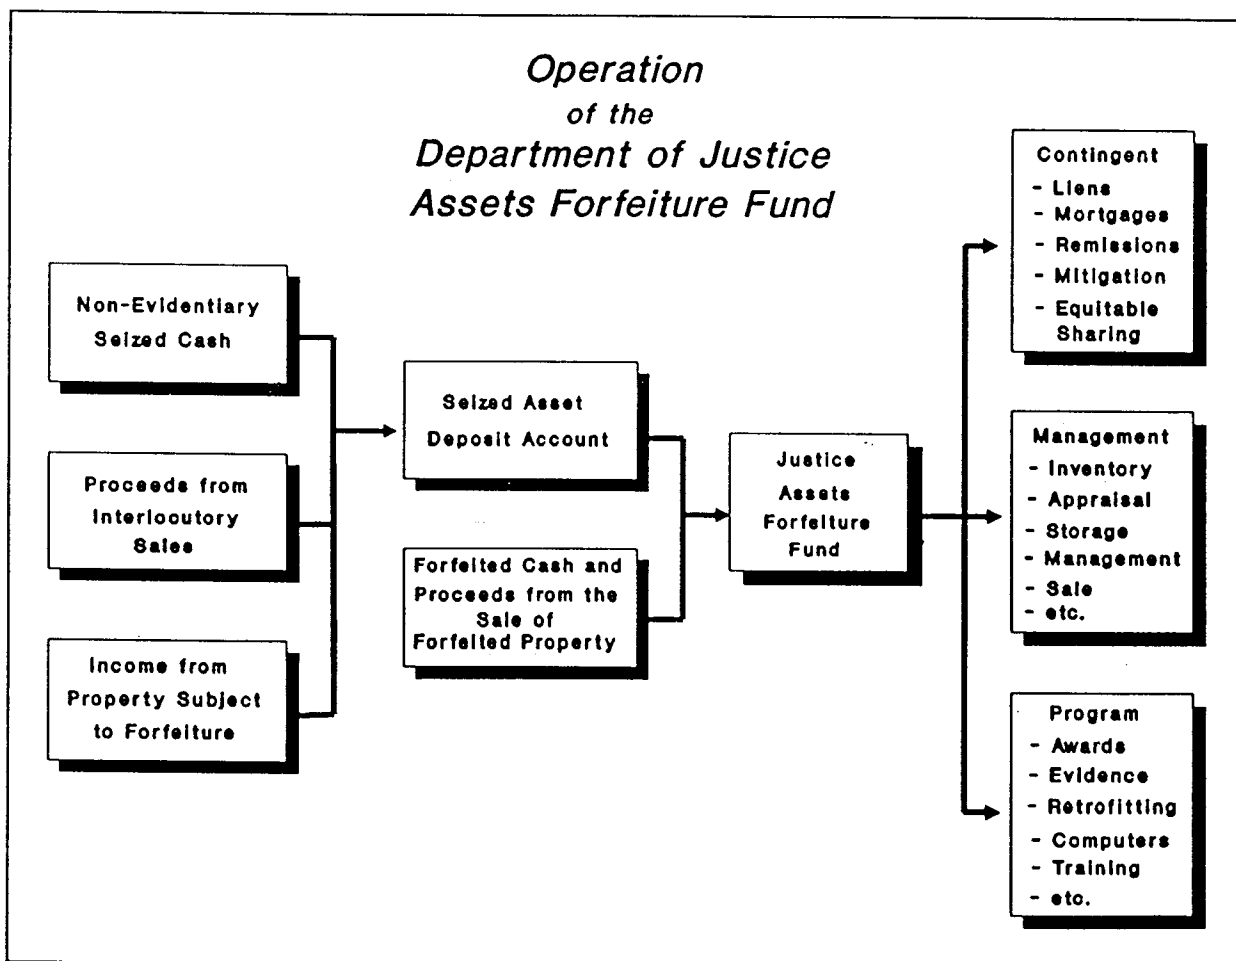 Operation
of the
Department of Justice
Assets Forfeiture Fund
Non-Evidentiary
Seized Cash
Proceeds from
Interlocutory
Sales
Income from
Property Subject
to Forfeiture
Seized Asset
Deposit Account
Forfeited Cash and
Proceeds from the
Sale of
Forfeited Property
Justice
Assets
Forfeiture
Fund
Contingent
- Liens
- Mortgages
- Remissions
- Mitigation
- Equitable
Sharing
Management
- Inventory
- Appraisal
- Storage
- Management
- Sale
- etc.
Program
- Awards
- Evidence
- Retrofitting
- Computers
- Training
- etc.